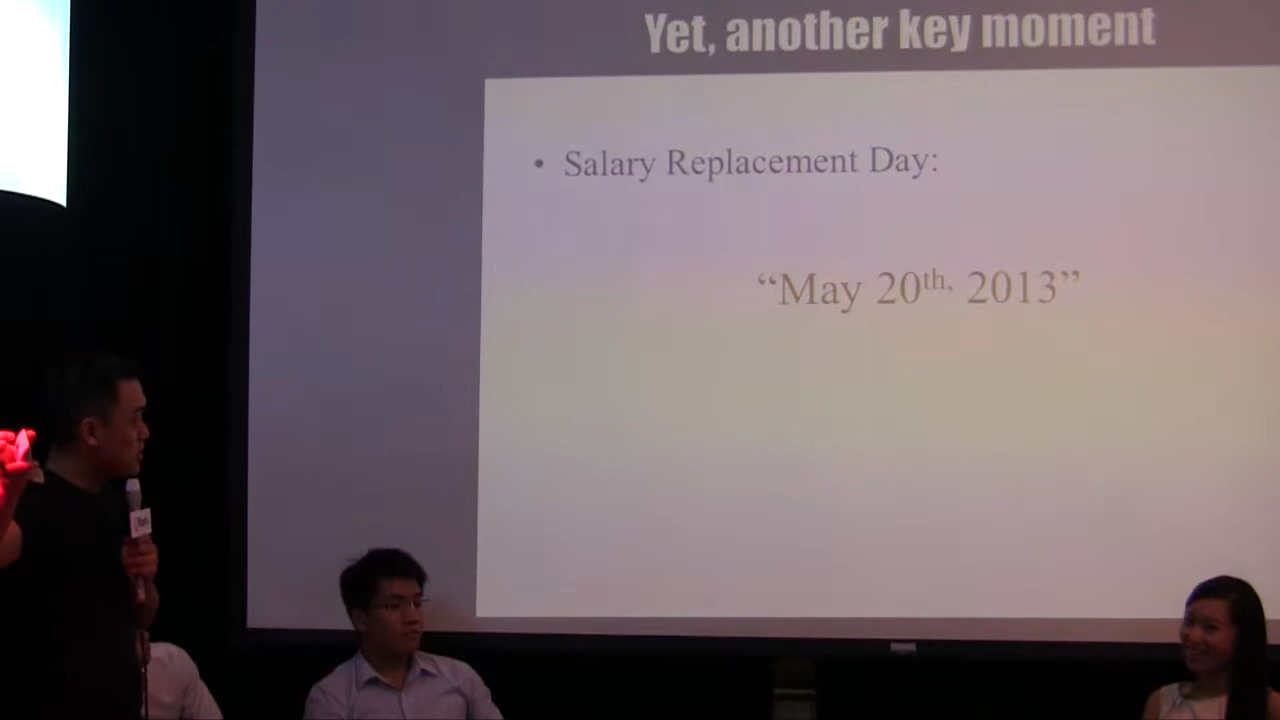 Yet, another key moment
• Salary Replacement Day:
“May 20th, 2013”